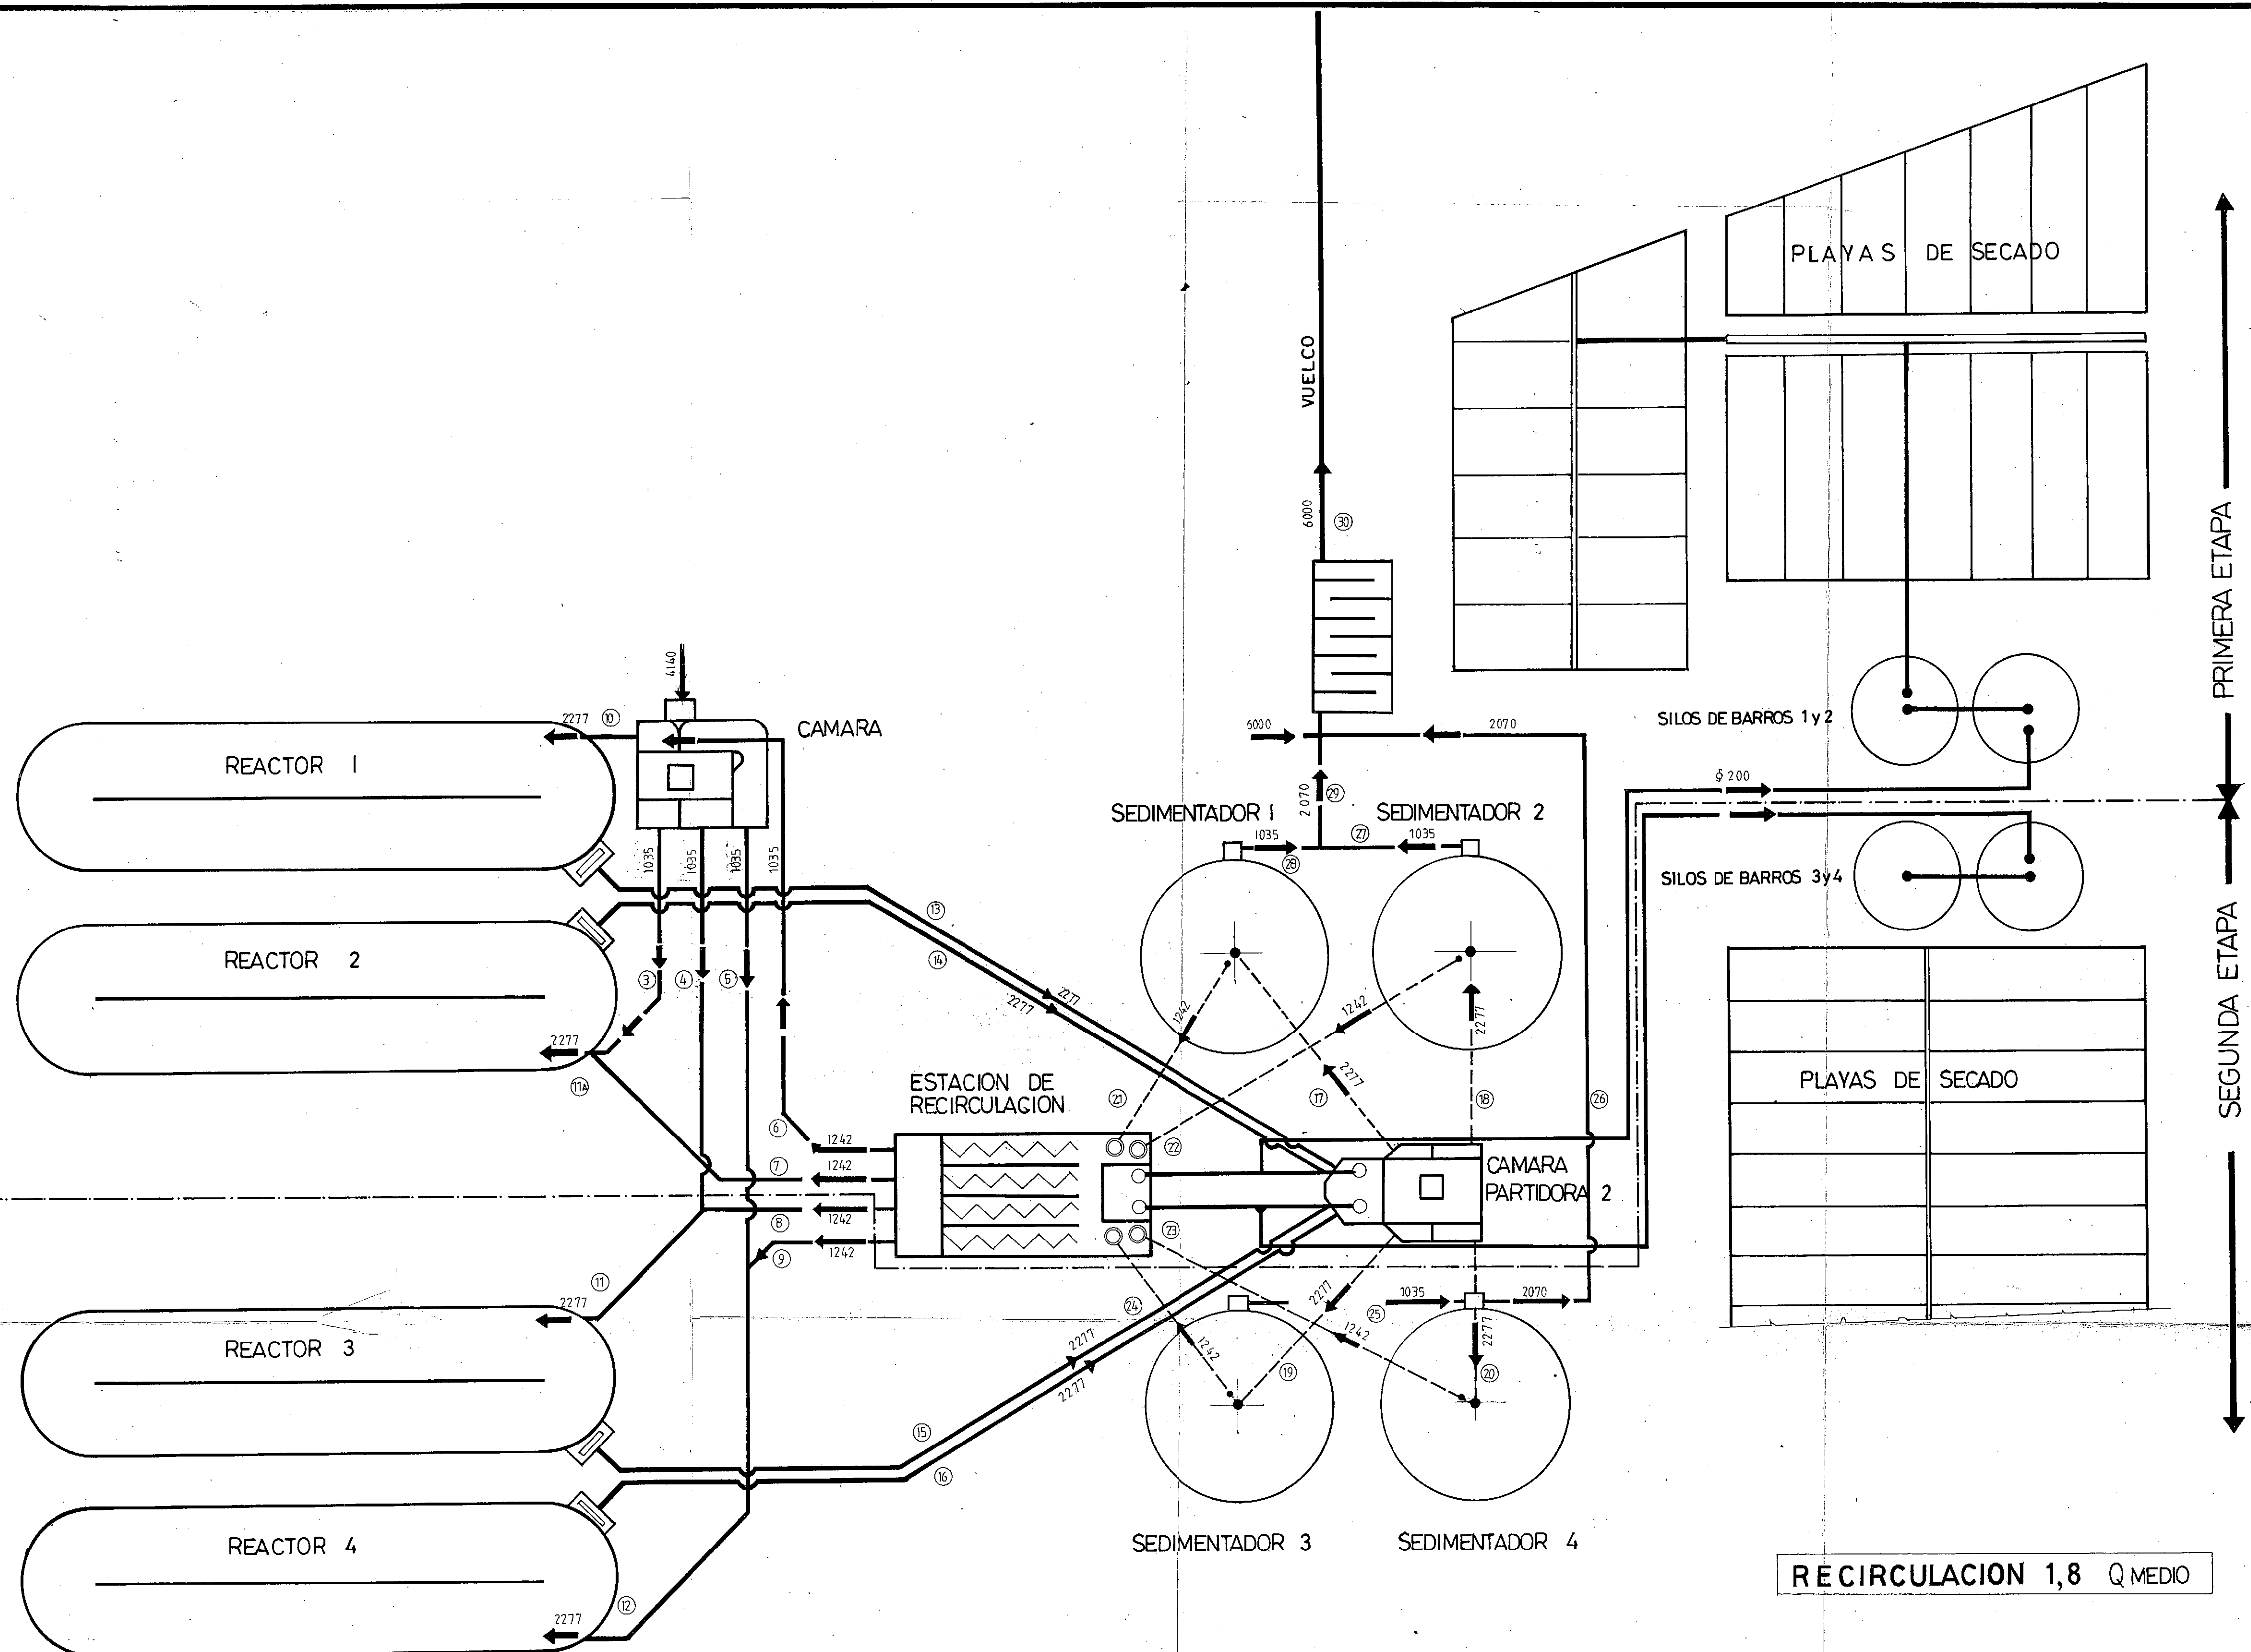 PLAYAS DE SECADO
VUELCO
6000
30
PRIMERA ETAPA
4140
2277
10
CAMARA
REACTOR 1
1035
1035
1035
1035
6000
2070
2070
29
SILOS DE BARROS 1 y 2
ϕ 200
SEDIMENTADOR 1
SEDIMENTADOR 2
1035
28
27
1035
SILOS DE BARROS 3 y 4
13
14
REACTOR 2
3
4
5
2277
2277
1242
1242
2277
2277
11A
ESTACION DE
RECIRCULACION
21
2277
17
18
26
PLAYAS DE SECADO
SEGUNDA ETAPA
6
1242
22
7
1242
CAMARA
PARTIDORA 2
8
1242
23
9
1242
11
2277
2277
1035
2070
24
25
2277
1242
1242
2277
REACTOR 3
2277
19
20
15
16
SEDIMENTADOR 3
SEDIMENTADOR 4
REACTOR 4
2277
12
RECIRCULACION 1,8 Q MEDIO